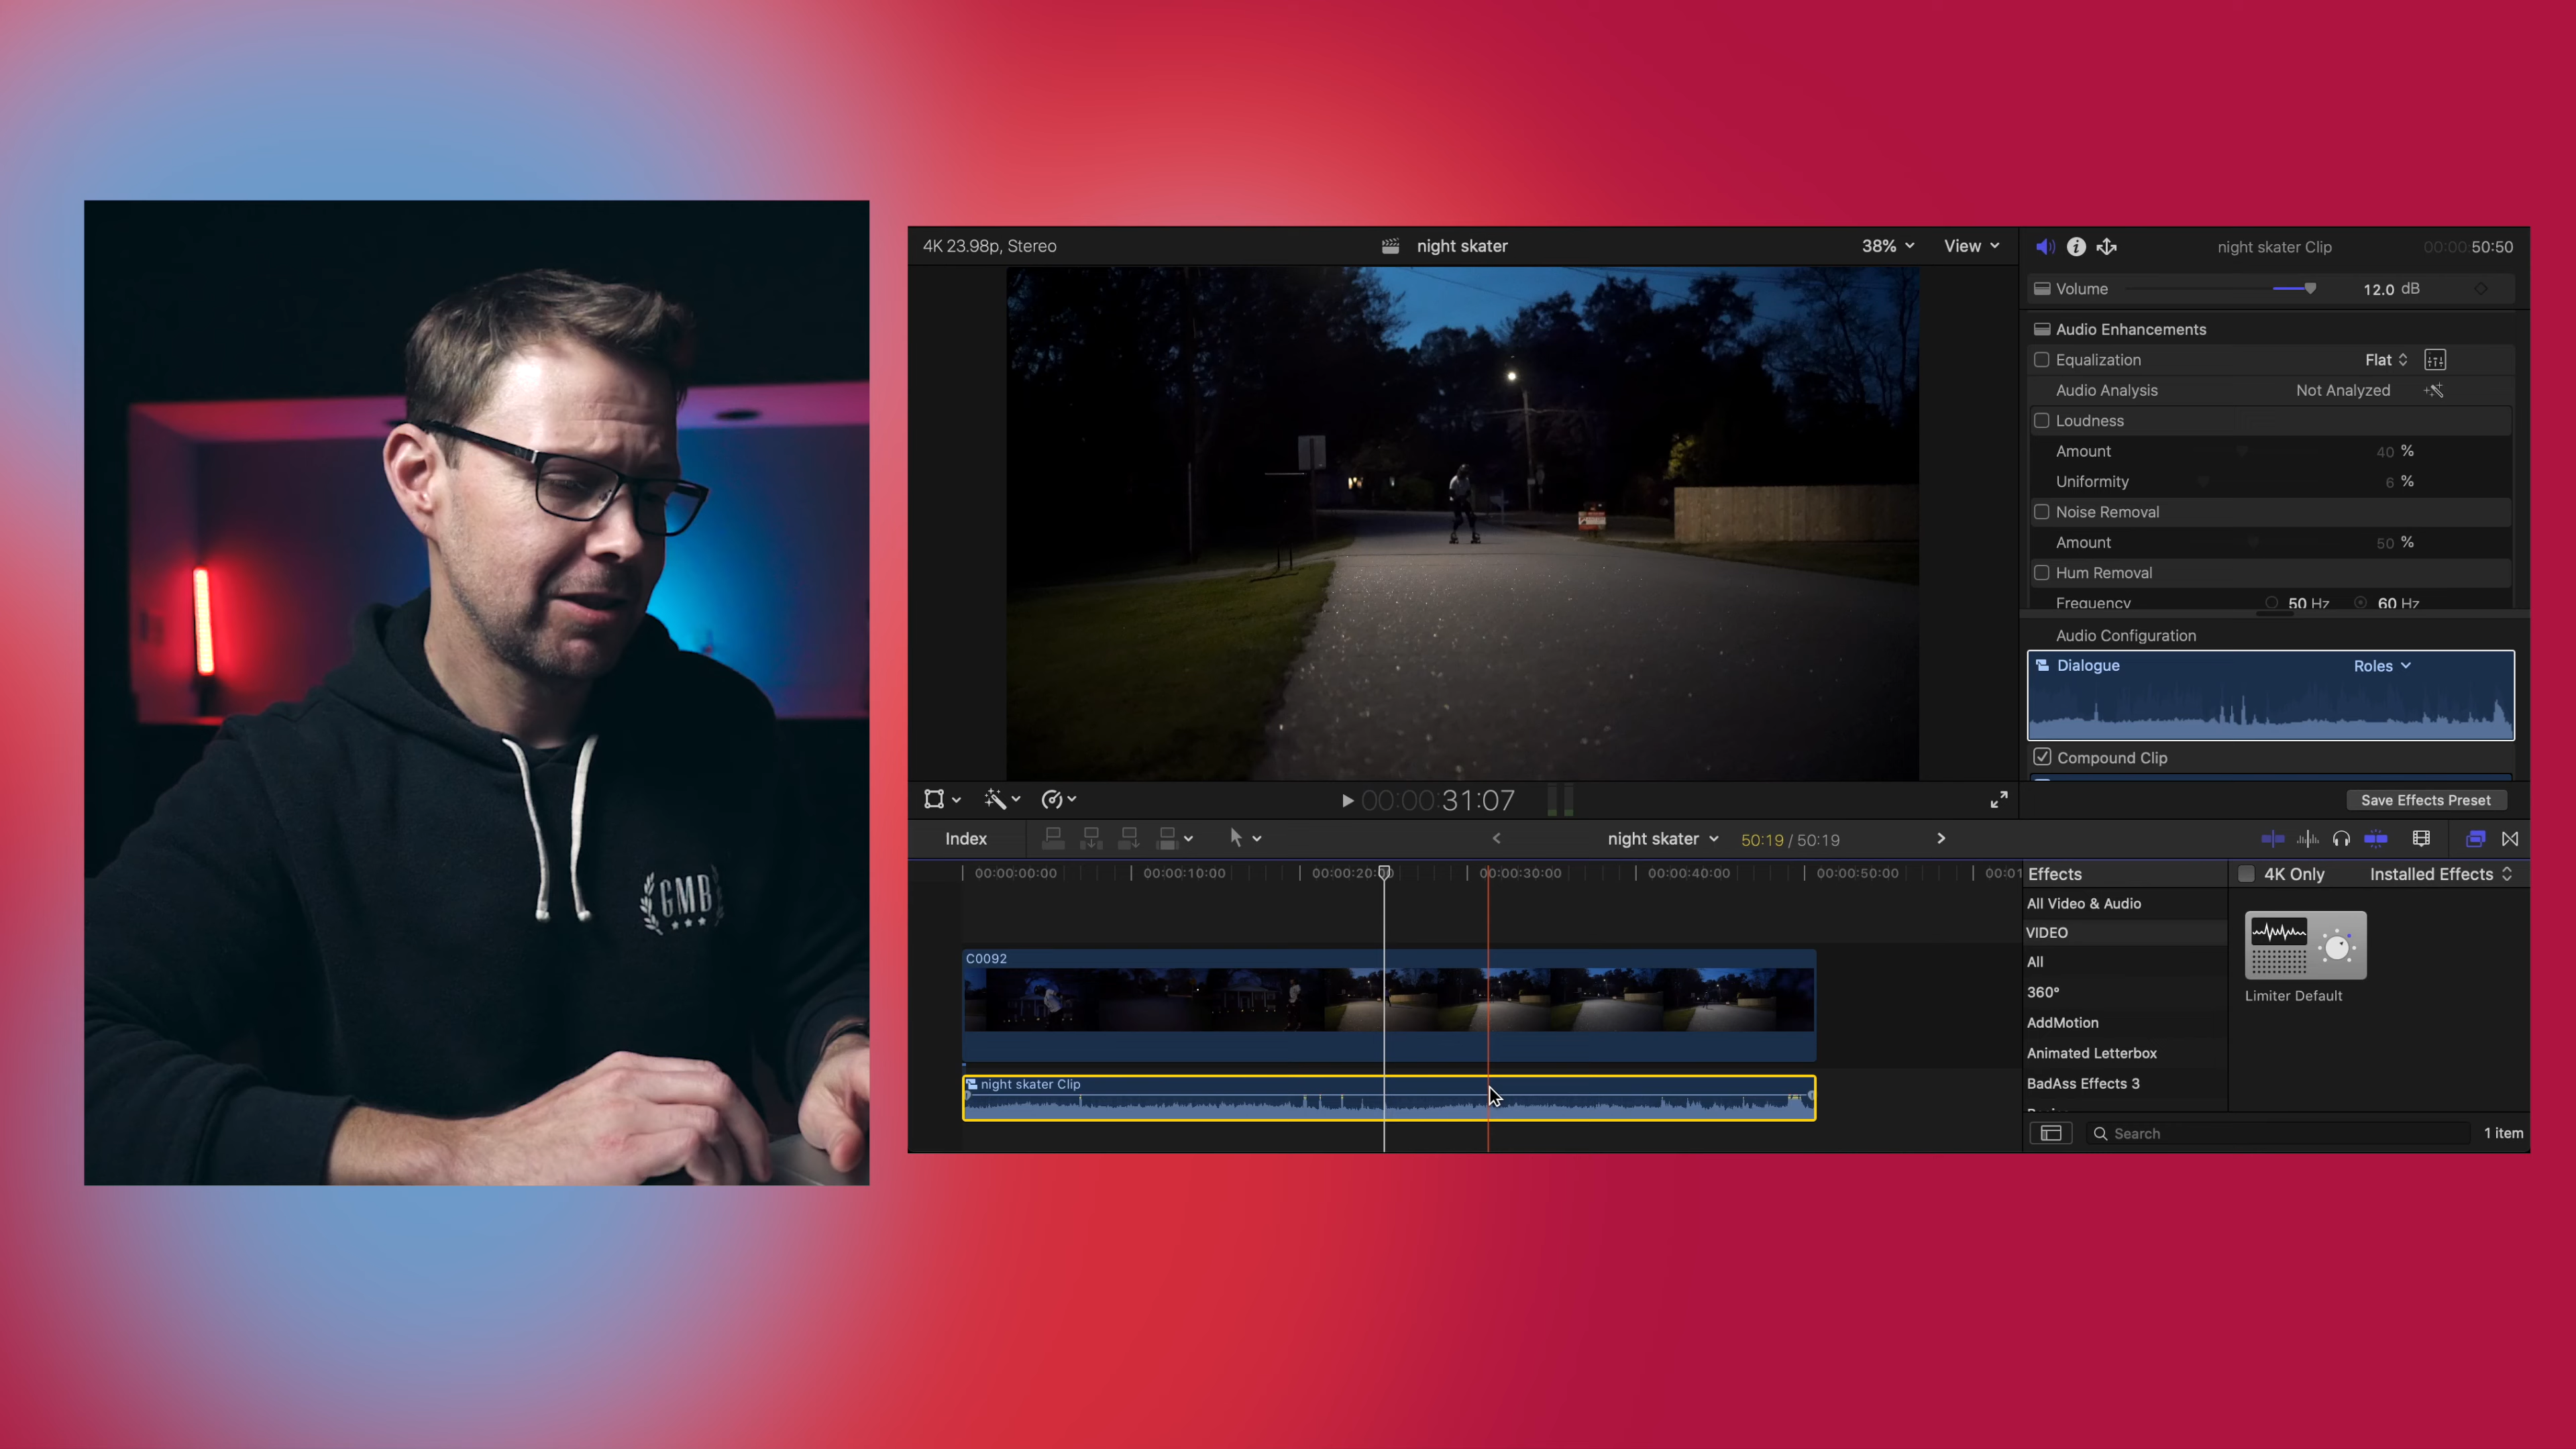 GMB
4K 23.98p, Stereo
night skater
38%
View
night skater Clip
00:00:50:50
Volume
12.0 dB
Audio Enhancements
Equalization
Flat
Audio Analysis
Not Analyzed
Loudness
Amount
40 %
Uniformity
6 %
Noise Removal
Amount
50 %
Hum Removal
Frequency
50 Hz
60 Hz
Audio Configuration
Dialogue
Roles
Compound Clip
Save Effects Preset
00:00:31:07
Index
night skater
50:19 / 50:19
00:00:00:00
00:00:10:00
00:00:20:00
00:00:30:00
00:00:40:00
00:00:50:00
00:01
C0092
night skater Clip
Effects
4K Only
Installed Effects
All Video & Audio
VIDEO
All
360°
AddMotion
Animated Letterbox
BadAss Effects 3
Limiter Default
Search
1 item